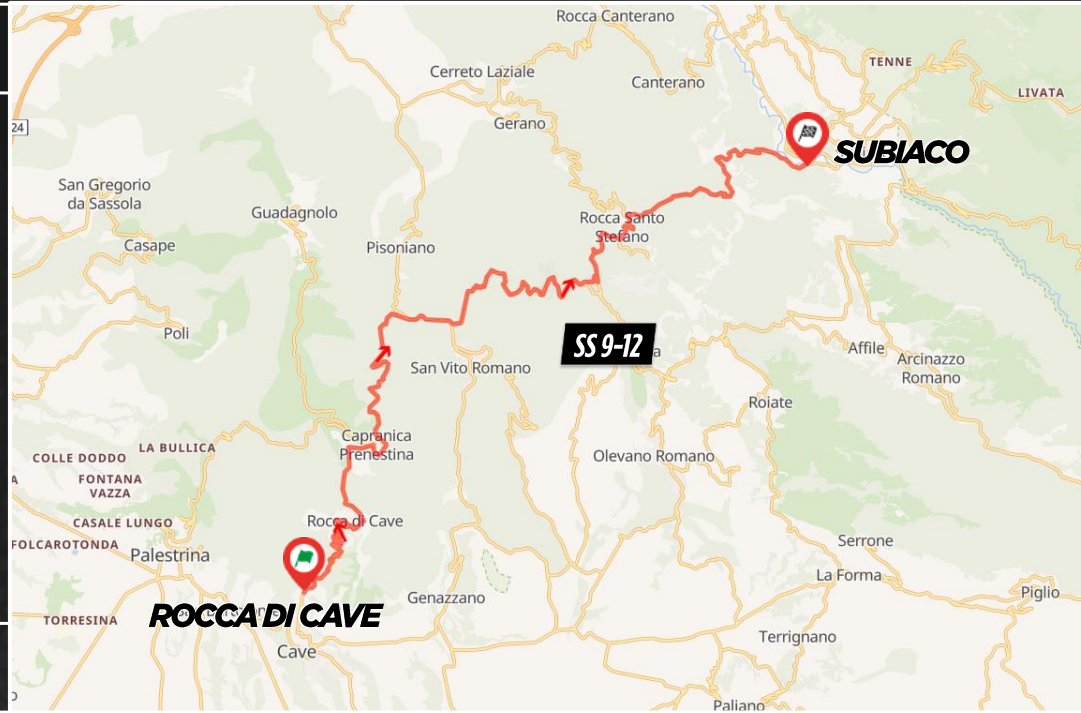 Rocca Canterano
TENNE
Cerreto Laziale
Canterano
LIVATA
24
Gerano
SUBIACO
San Gregorio
da Sassola
Guadagnolo
Rocca Santo
Stefano
Casape
Pisoniano
Poli
SS 9-12
San Vito Romano
Affile
Arcinazzo
Romano
Roiate
Capranica
Prenestina
LA BULLICA
COLLE DODDO
Olevano Romano
FONTANA
VAZZA
CASALE LUNGO
Rocca di Cave
FOLCAROTONDA
Palestrina
Serrone
La Forma
Genazzano
Piglio
ROCCA DI CAVE
TORRESINA
Terrignano
Cave
Paliano